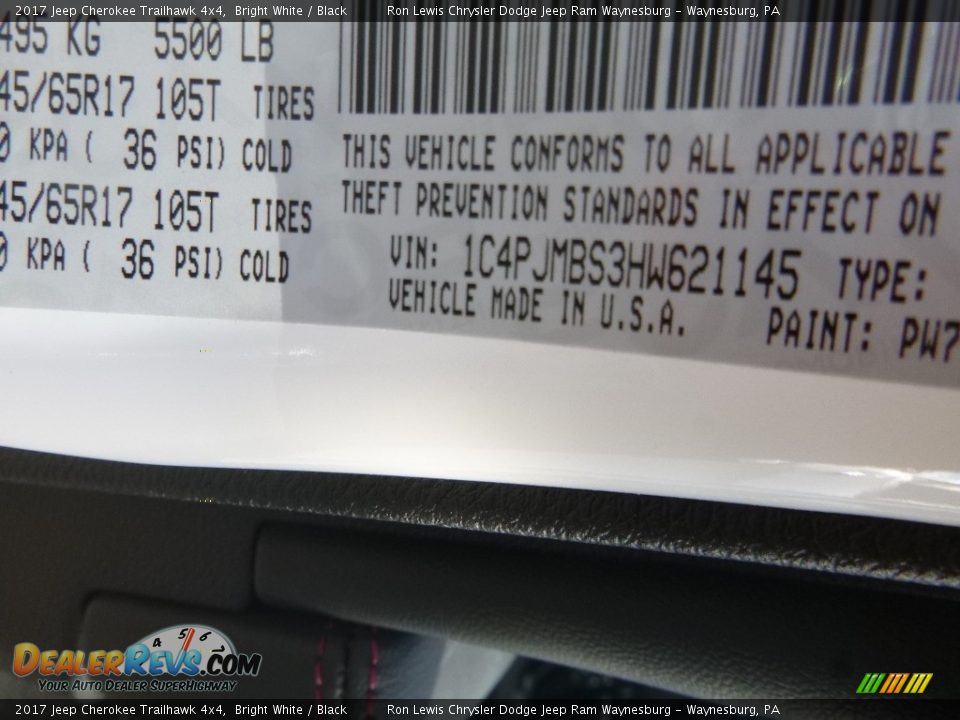 2017 Jeep Cherokee Trailhawk 4x4, Bright White / Black Ron Lewis Chrysler Dodge Jeep Ram Waynesburg - Waynesburg, PA
495 KG 5500 LB
45/65R17 105T TIRES
0 KPA ( 36 PSI) COLD
45/65R17 105T TIRES
0 KPA ( 36 PSI) COLD
THIS VEHICLE CONFORMS TO ALL APPLICABLE
THEFT PREVENTION STANDARDS IN EFFECT ON
VIN: 1C4PJMBS3HW621145 TYPE:
VEHICLE MADE IN U.S.A. PAINT: PW7
4 5 6
DealerRevs.com
Your Auto Dealer SuperHighway
2017 Jeep Cherokee Trailhawk 4x4, Bright White / Black Ron Lewis Chrysler Dodge Jeep Ram Waynesburg - Waynesburg, PA